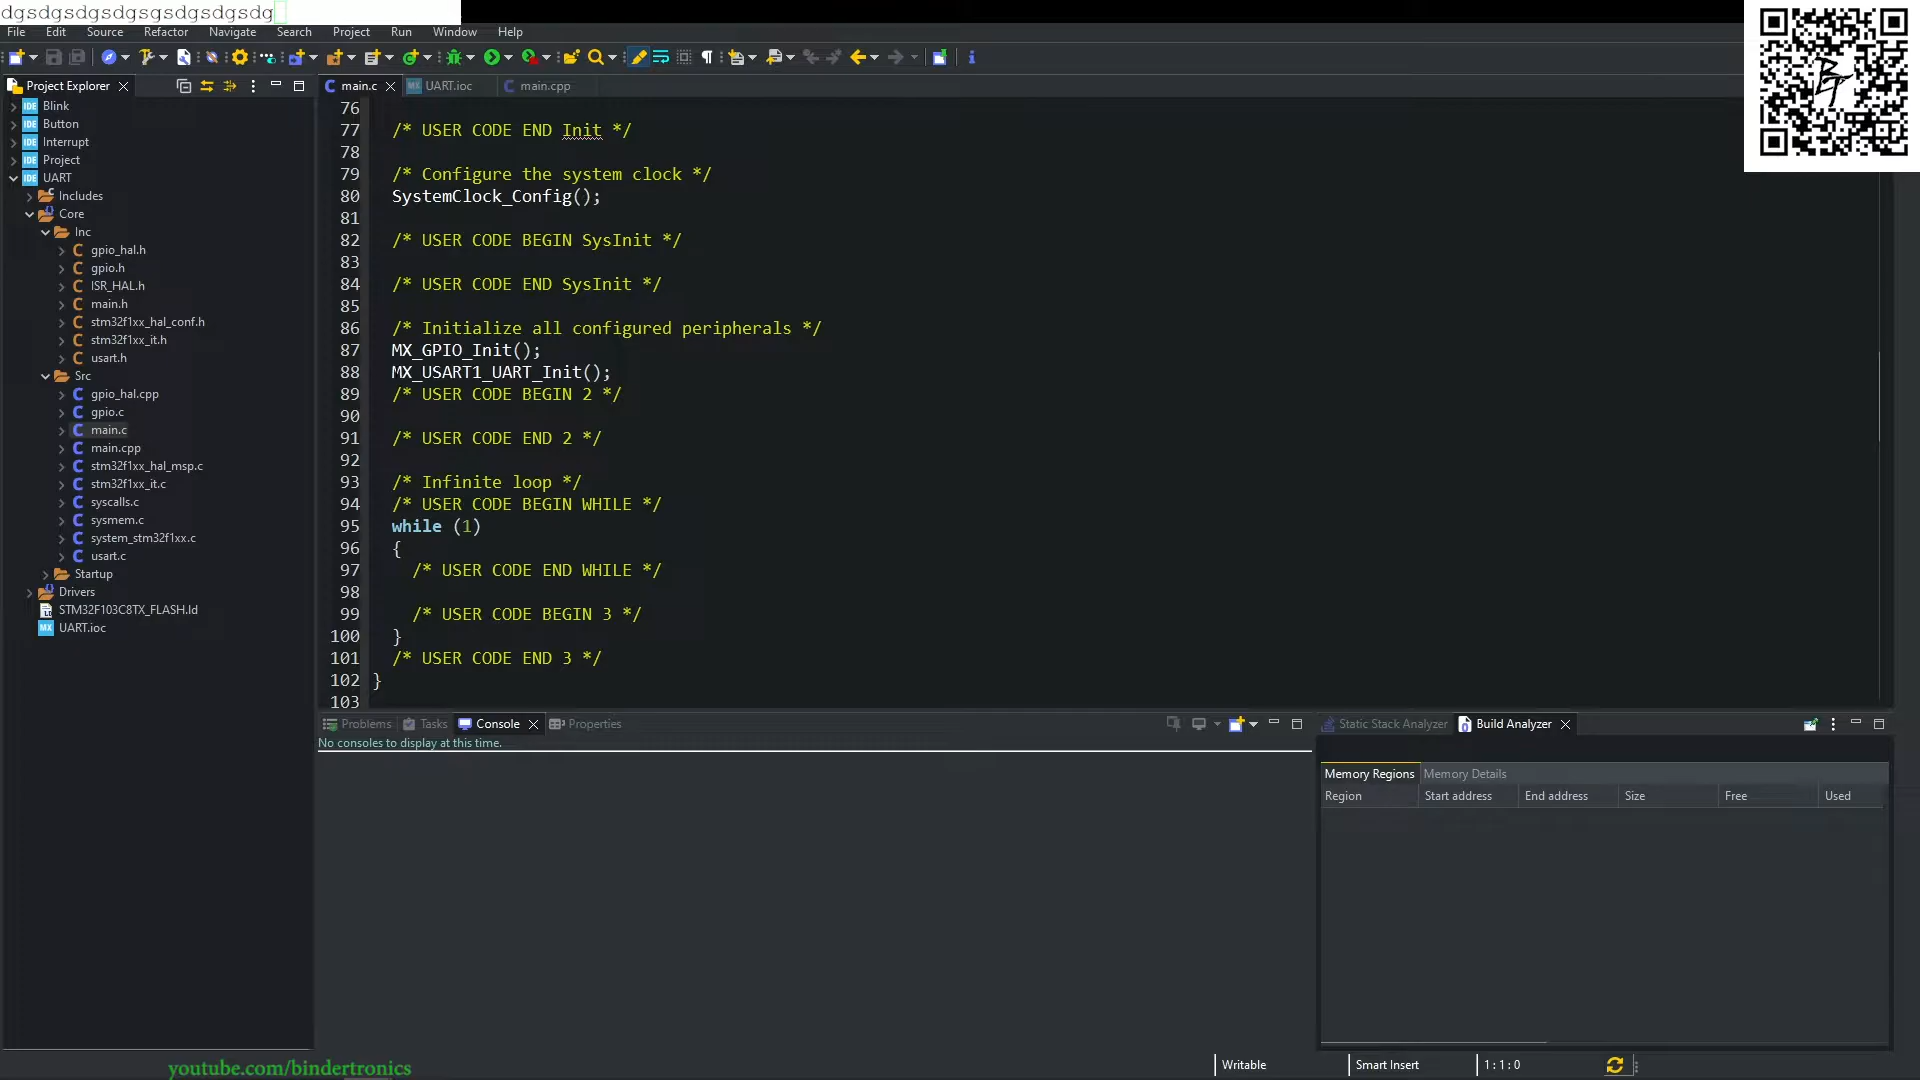 dgsdgsdgsdgsgsdgsdgsdg
File Edit Source Refactor Navigate Search Project Run Window Help
Project Explorer
main.c UART.ioc main.cpp
Blink
Button
Interrupt
Project
UART
Includes
Core
Inc
gpio_hal.h
gpio.h
ISR_HAL.h
main.h
stm32f1xx_hal_conf.h
stm32f1xx_it.h
usart.h
Src
gpio_hal.cpp
gpio.c
main.c
main.cpp
stm32f1xx_hal_msp.c
stm32f1xx_it.c
syscalls.c
sysmem.c
system_stm32f1xx.c
usart.c
Startup
Drivers
STM32F103C8TX_FLASH.ld
UART.ioc
76
77 /* USER CODE END Init */
78
79 /* Configure the system clock */
80 SystemClock_Config();
81
82 /* USER CODE BEGIN SysInit */
83
84 /* USER CODE END SysInit */
85
86 /* Initialize all configured peripherals */
87 MX_GPIO_Init();
88 MX_USART1_UART_Init();
89 /* USER CODE BEGIN 2 */
90
91 /* USER CODE END 2 */
92
93 /* Infinite loop */
94 /* USER CODE BEGIN WHILE */
95 while (1)
96 {
97 /* USER CODE END WHILE */
98
99 /* USER CODE BEGIN 3 */
100 }
101 /* USER CODE END 3 */
102 }
103
Problems Tasks Console Properties
No consoles to display at this time.
Static Stack Analyzer Build Analyzer
Memory Regions Memory Details
Region Start address End address Size Free Used
youtube.com/bindertronics
Writable Smart Insert 1 : 1 : 0